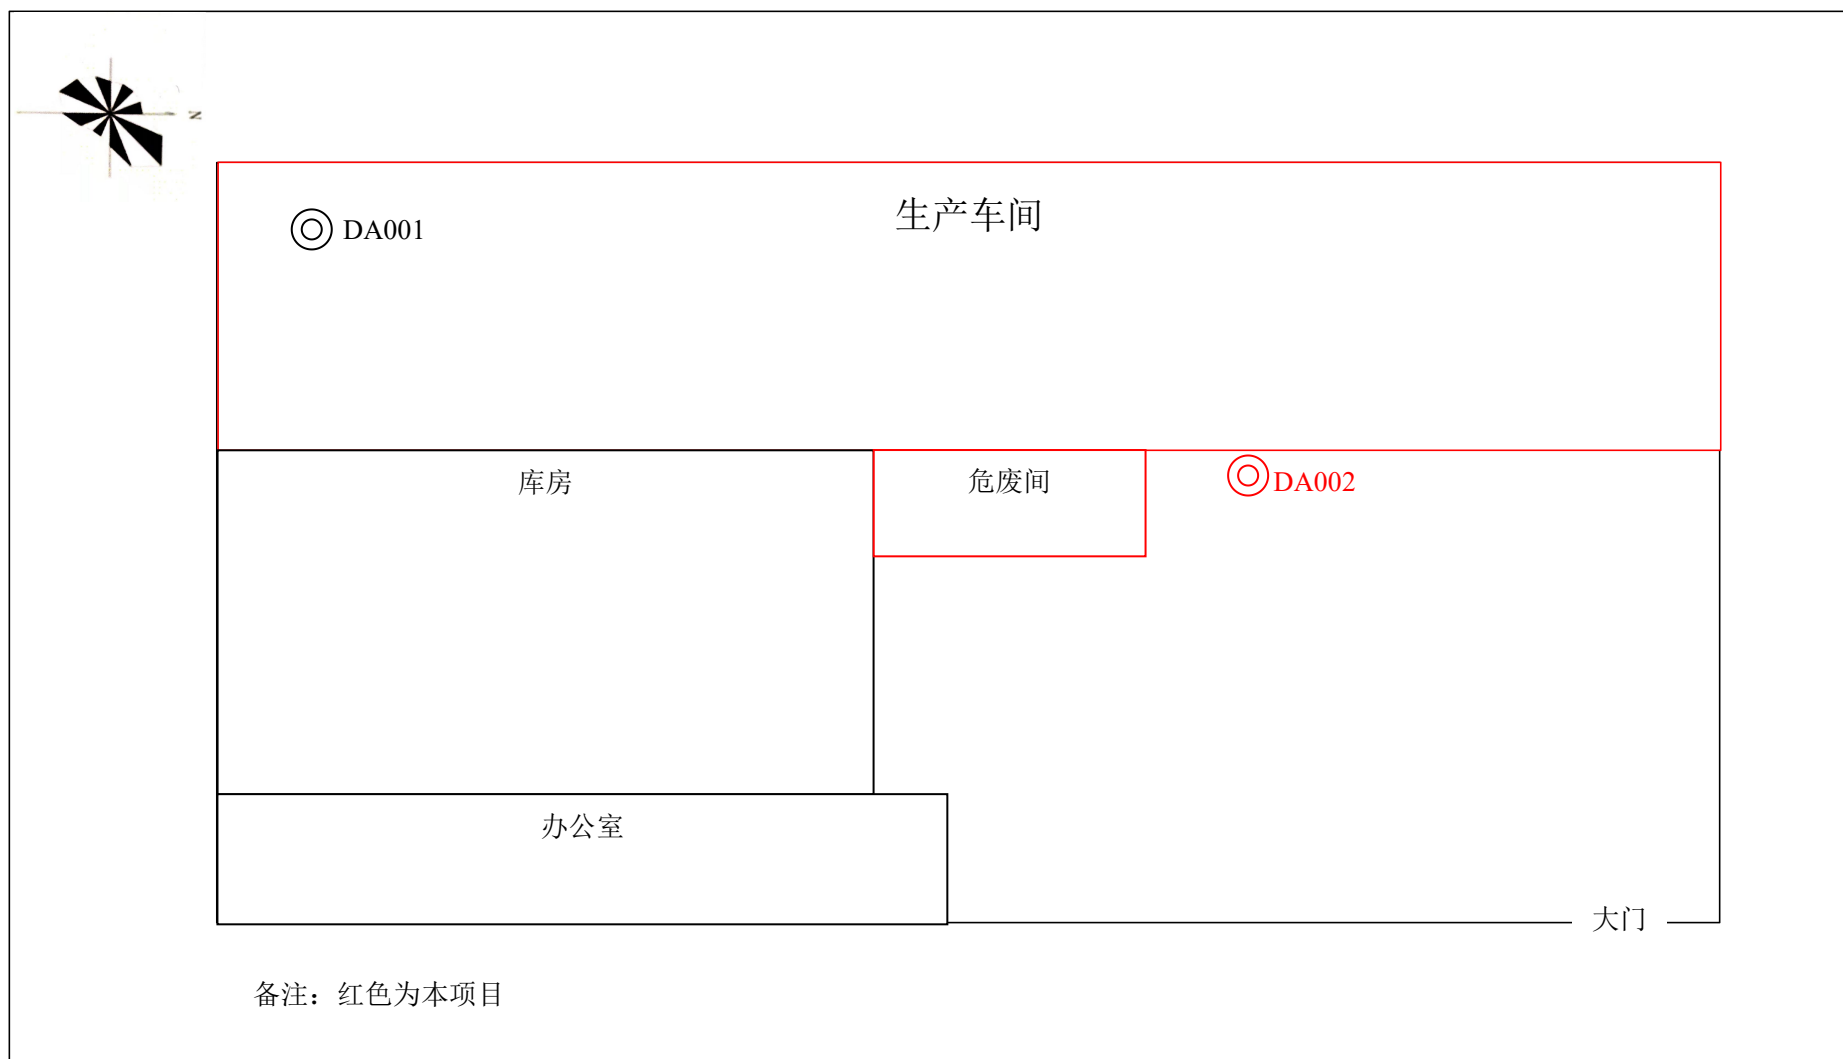 N
生产车间
DA001
库房
危废间
DA002
办公室
大门
备注：红色为本项目